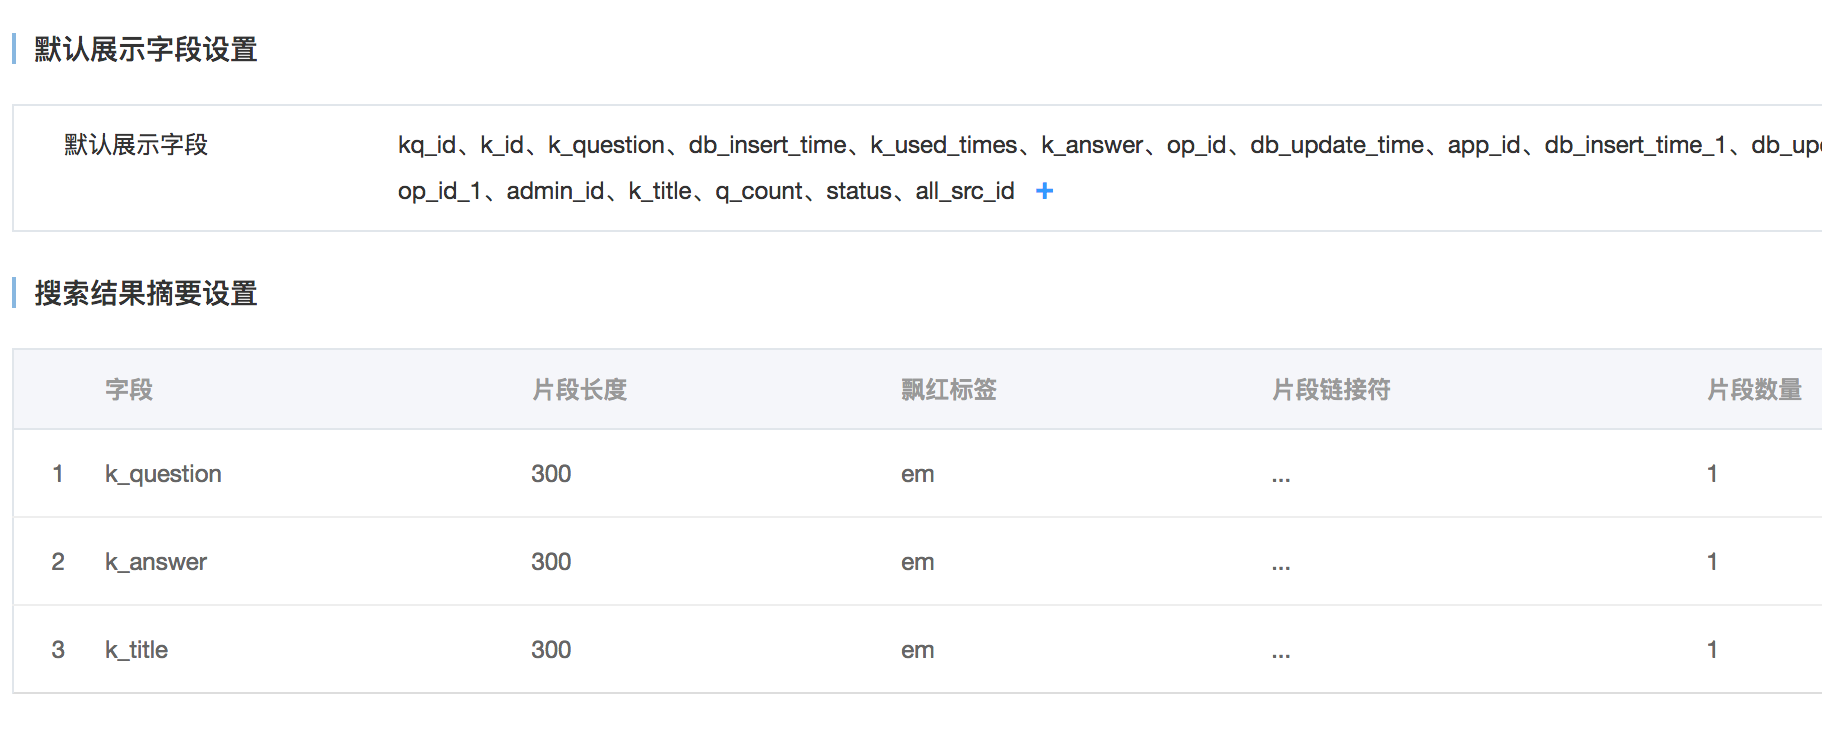 默认展示字段设置
默认展示字段
kq_id、k_id、k_question、db_insert_time、k_used_times、k_answer、op_id、db_update_time、app_id、db_insert_time_1、
op_id_1、admin_id、k_title、q_count、status、all_src_id +
搜索结果摘要设置
字段 片段长度 飘红标签 片段链接符 片段数量
1 k_question 300 em ... 1
2 k_answer 300 em ... 1
3 k_title 300 em ... 1